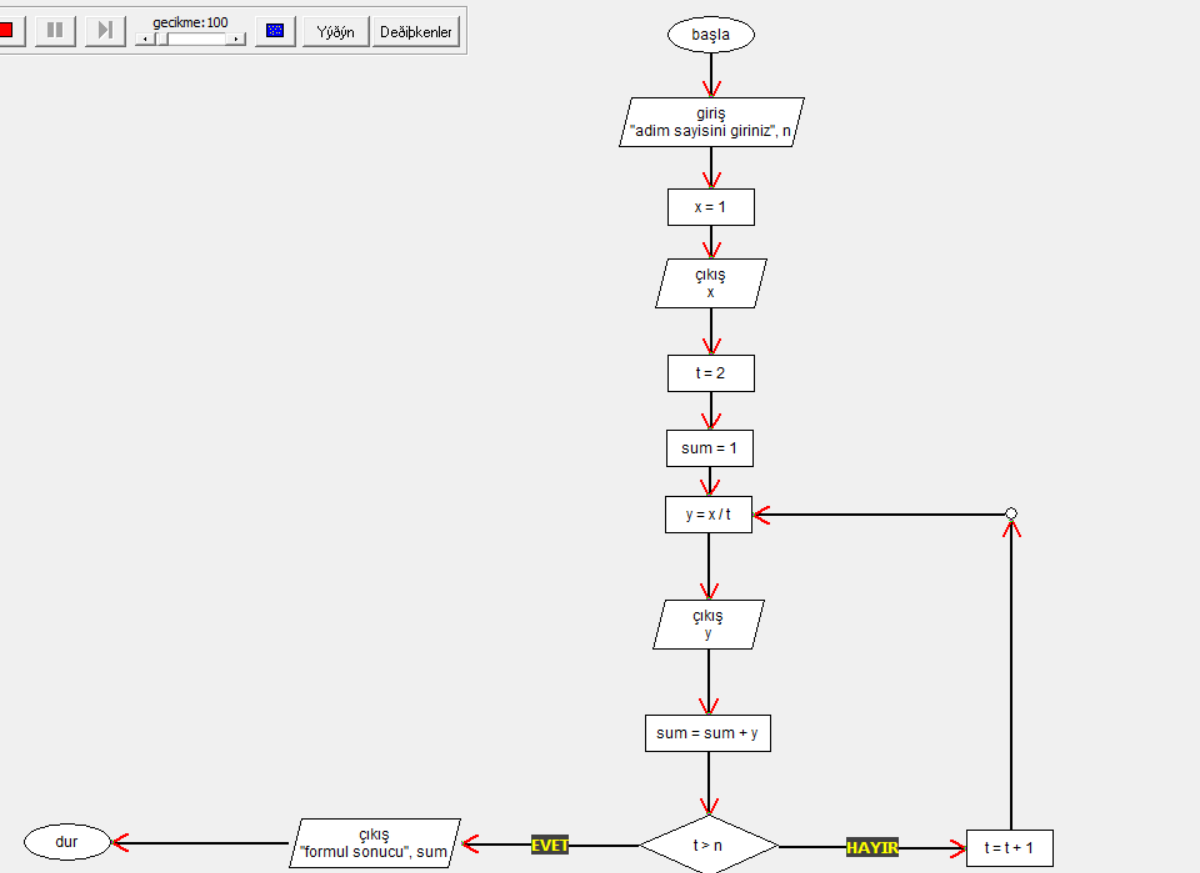 gecikme:100
Yýðýn
Deðiþkenler
başla
giriş
"adim sayisini giriniz", n
x = 1
çıkış
x
t = 2
sum = 1
y = x / t
çıkış
y
sum = sum + y
t > n
EVET
HAYIR
t = t + 1
çıkış
"formul sonucu", sum
dur